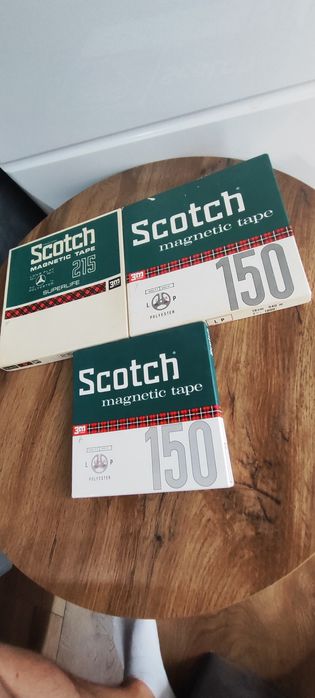 Scotch
MAGNETIC TAPE
215
POLYESTER
SUPERLIFE
3M
Scotch
magnetic tape
3M
150
L P
POLYESTER
LP
Scotch
magnetic tape
3M
150
L P
POLYESTER